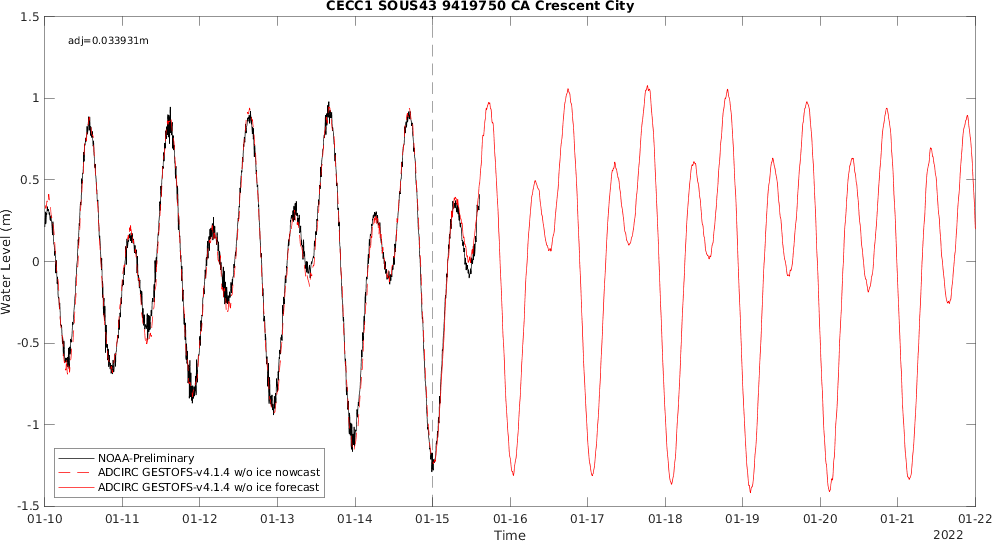 CECC1 SOUS43 9419750 CA Crescent City
1.5
adj=0.033931m
1
0.5
0
-0.5
-1
-1.5
Water Level (m)
NOAA-Preliminary
ADCIRC GESTOFS-v4.1.4 w/o ice nowcast
ADCIRC GESTOFS-v4.1.4 w/o ice forecast
01-10 01-11 01-12 01-13 01-14 01-15 01-16 01-17 01-18 01-19 01-20 01-21 01-22
Time
2022